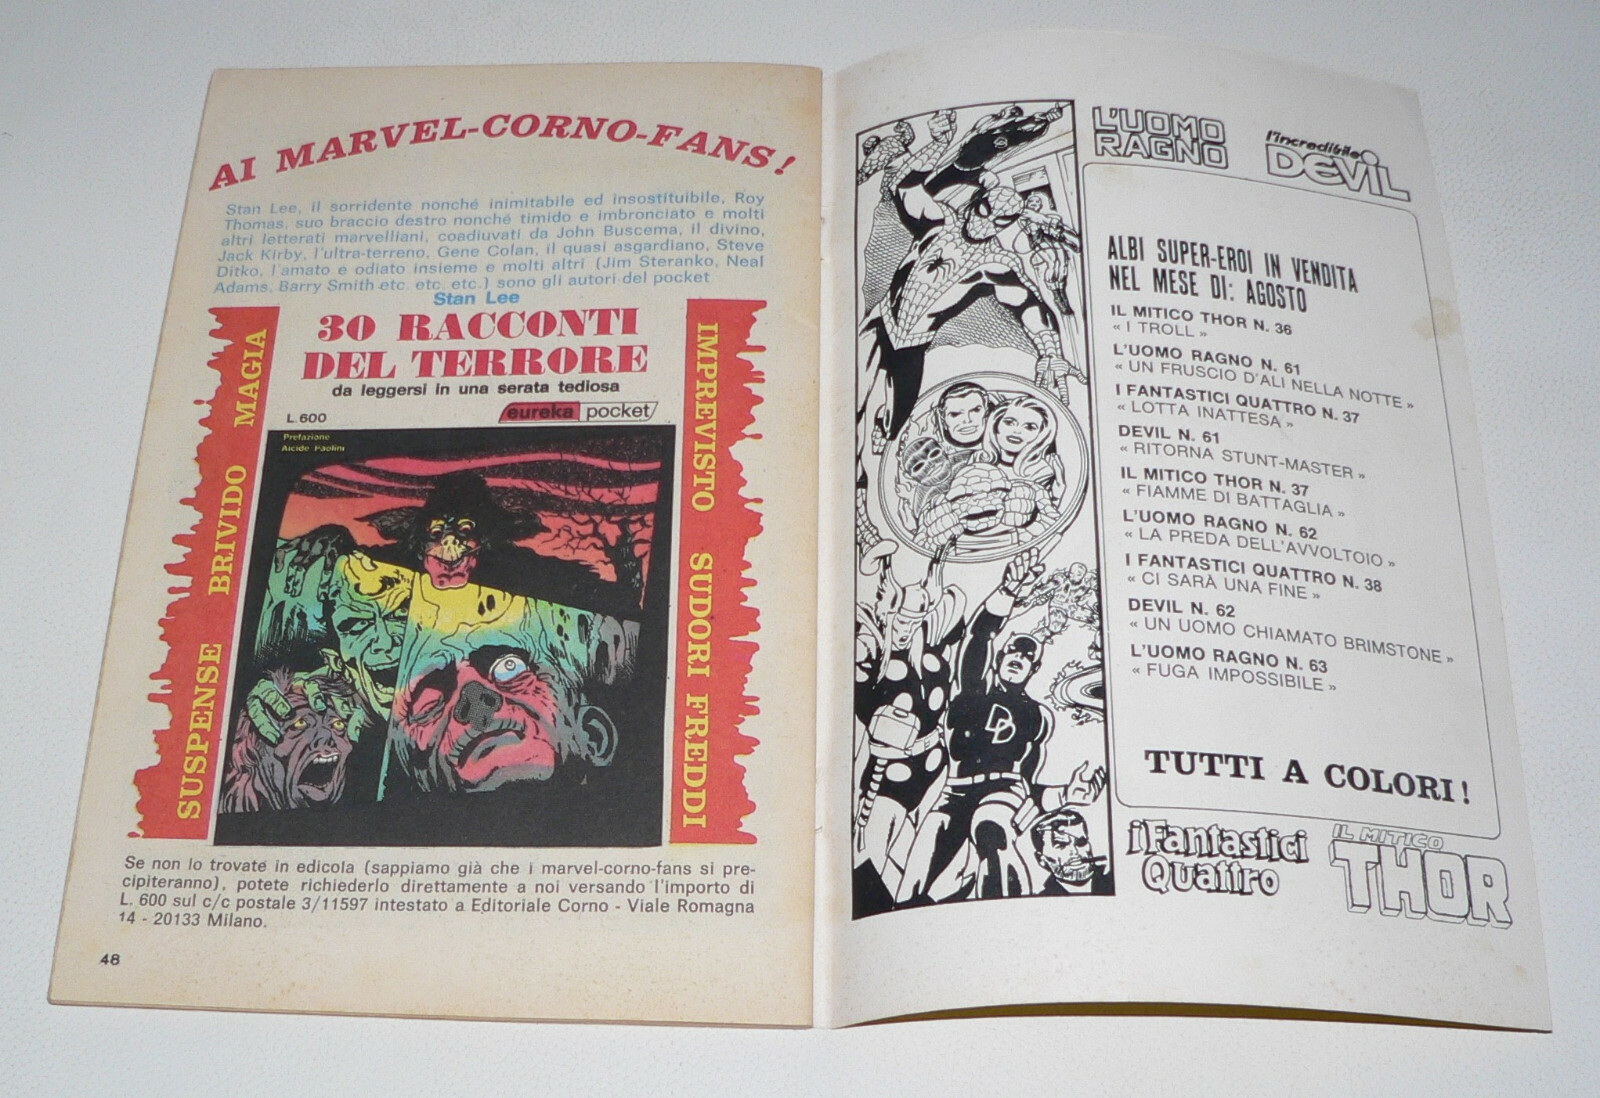 AI MARVEL-CORNO-FANS!
Stan Lee, il sorridente nonché inimitabile ed insostituibile, Roy
Thomas, suo braccio destro nonché timido e imbronciato e molti
altri letterati marvelliani, coadiuvati da John Buscema, il divino,
Jack Kirby, l'ultra-terreno, Gene Colan, il quasi asgardiano, Steve
Ditko, l'amato e odiato insieme e molti altri (Jim Steranko, Neal
Adams, Barry Smith etc. etc. etc.) sono gli autori del pocket
Stan Lee
30 RACCONTI
DEL TERRORE
da leggersi in una serata tediosa
L. 600
eureka pocket
Prefazione
Alcide Paolini
SUSPENSE BRIVIDO MAGIA
IMPREVISTO SUDORI FREDDI
Se non lo trovate in edicola (sappiamo già che i marvel-corno-fans si pre-
cipiteranno), potete richiederlo direttamente a noi versando l'importo di
L. 600 sul c/c postale 3/11597 intestato a Editoriale Corno - Viale Romagna
14 - 20133 Milano.
48
L'UOMO
RAGNO
l'incredibile
DEVIL
ALBI SUPER-EROI IN VENDITA
NEL MESE DI: AGOSTO
IL MITICO THOR N. 36
« I TROLL »
L'UOMO RAGNO N. 61
« UN FRUSCIO D'ALI NELLA NOTTE »
I FANTASTICI QUATTRO N. 37
« LOTTA INATTESA »
DEVIL N. 61
« RITORNA STUNT-MASTER »
IL MITICO THOR N. 37
« FIAMME DI BATTAGLIA »
L'UOMO RAGNO N. 62
« LA PREDA DELL'AVVOLTOIO »
I FANTASTICI QUATTRO N. 38
« CI SARÀ UNA FINE »
DEVIL N. 62
« UN UOMO CHIAMATO BRIMSTONE »
L'UOMO RAGNO N. 63
« FUGA IMPOSSIBILE »
TUTTI A COLORI!
DD
i Fantastici
Quattro
IL MITICO
THOR